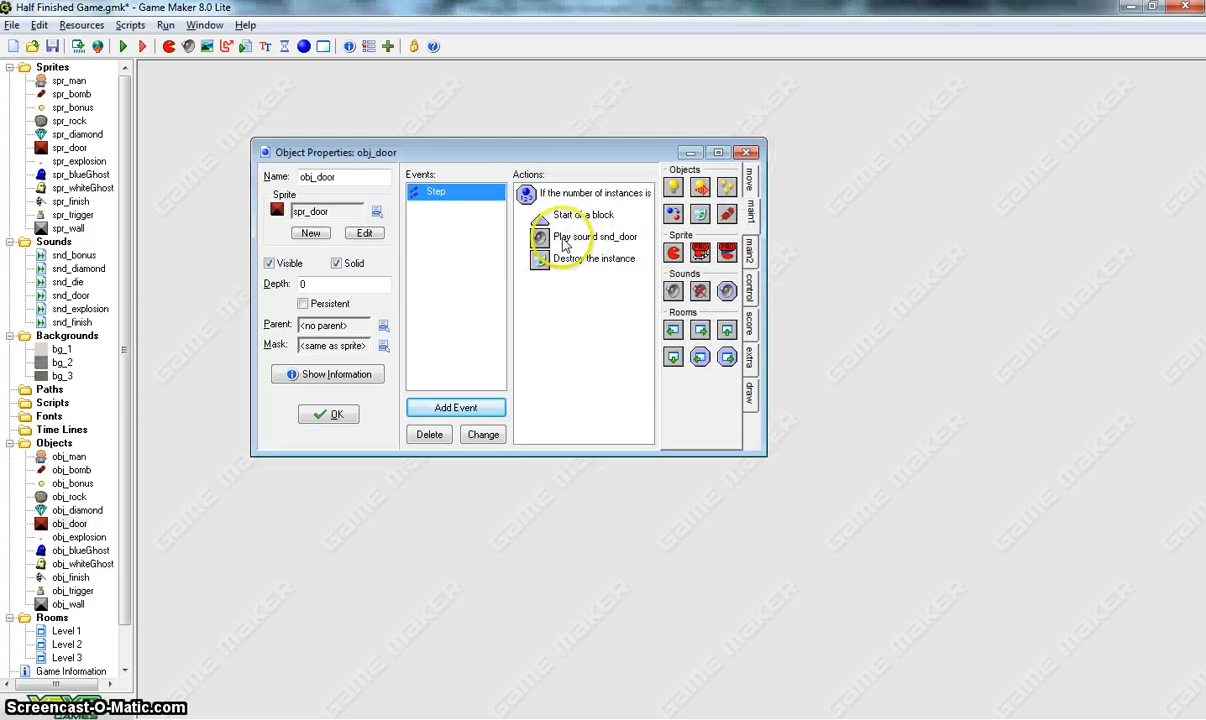 Half Finished Game.gmk* - Game Maker 8.0 Lite
File Edit Resources Scripts Run Window Help
Sprites
spr_man
spr_bomb
spr_bonus
spr_rock
spr_diamond
spr_door
spr_explosion
spr_blueGhost
spr_whiteGhost
spr_finish
spr_trigger
spr_wall
Sounds
snd_bonus
snd_diamond
snd_die
snd_door
snd_explosion
snd_finish
Backgrounds
bg_1
bg_2
bg_3
Paths
Scripts
Fonts
Time Lines
Objects
obj_man
obj_bomb
obj_bonus
obj_rock
obj_diamond
obj_door
obj_explosion
obj_blueGhost
obj_whiteGhost
obj_finish
obj_trigger
obj_wall
Rooms
Level 1
Level 2
Level 3
Game Information
Object Properties: obj_door
Name: obj_door
Sprite
spr_door
New Edit
Visible Solid
Depth: 0
Persistent
Parent: <no parent>
Mask: <same as sprite>
Show Information
OK
Events:
Step
Add Event
Delete Change
Actions:
If the number of instances is
Start of a block
Play sound snd_door
Destroy the instance
Objects
Sprite
Sounds
Rooms
move
main1
main2
control
score
extra
draw
GAME MAKER
Screencast-O-Matic.com